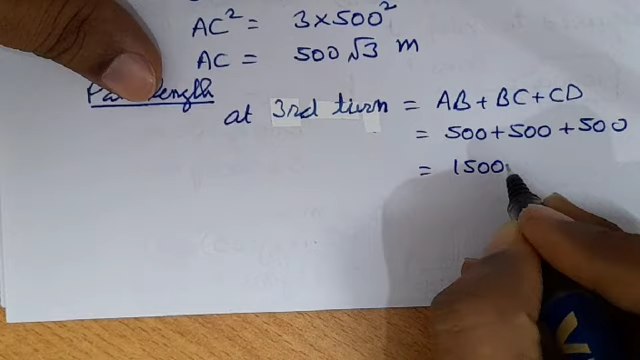 AC² = 3×500²
AC = 500√3 m
Path length
at 3rd turn = AB + BC + CD
= 500 + 500 + 500
= 1500